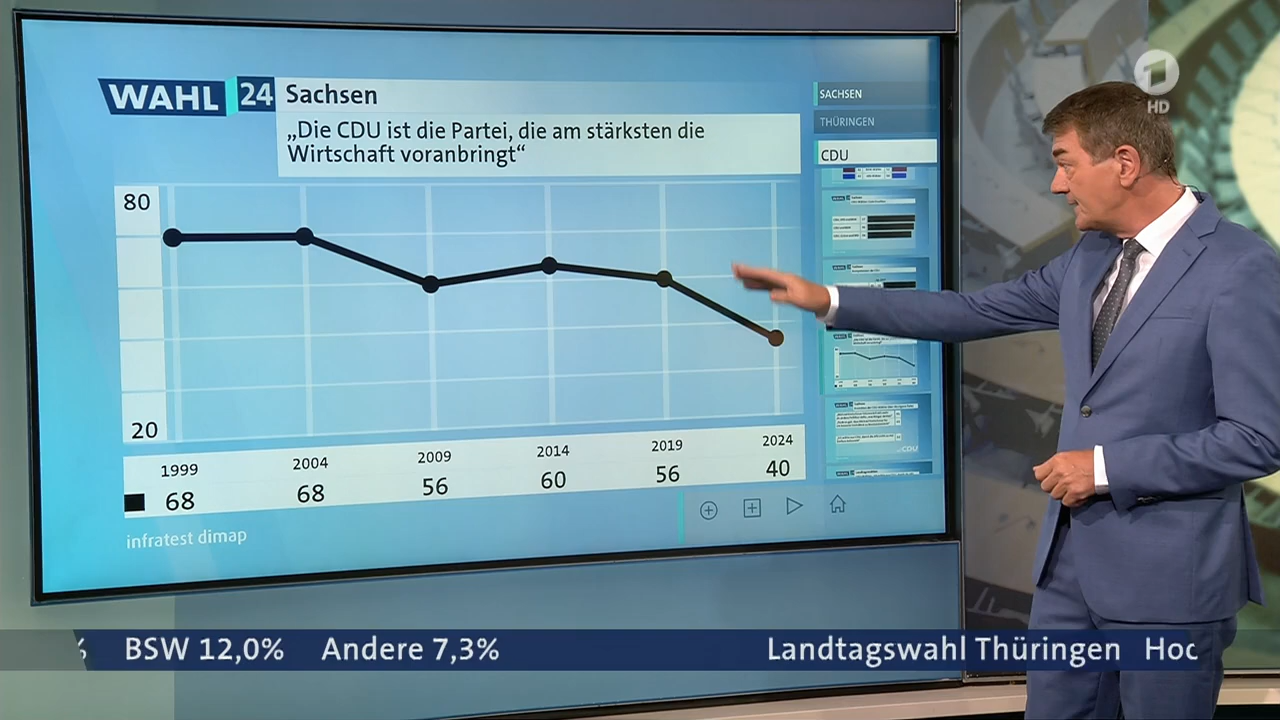 WAHL 24 Sachsen
„Die CDU ist die Partei, die am stärksten die
Wirtschaft voranbringt“
80
20
1999 2004 2009 2014 2019 2024
68 68 56 60 56 40
infratest dimap
SACHSEN
THÜRINGEN
CDU
1
HD
% BSW 12,0% Andere 7,3% Landtagswahl Thüringen Hoc